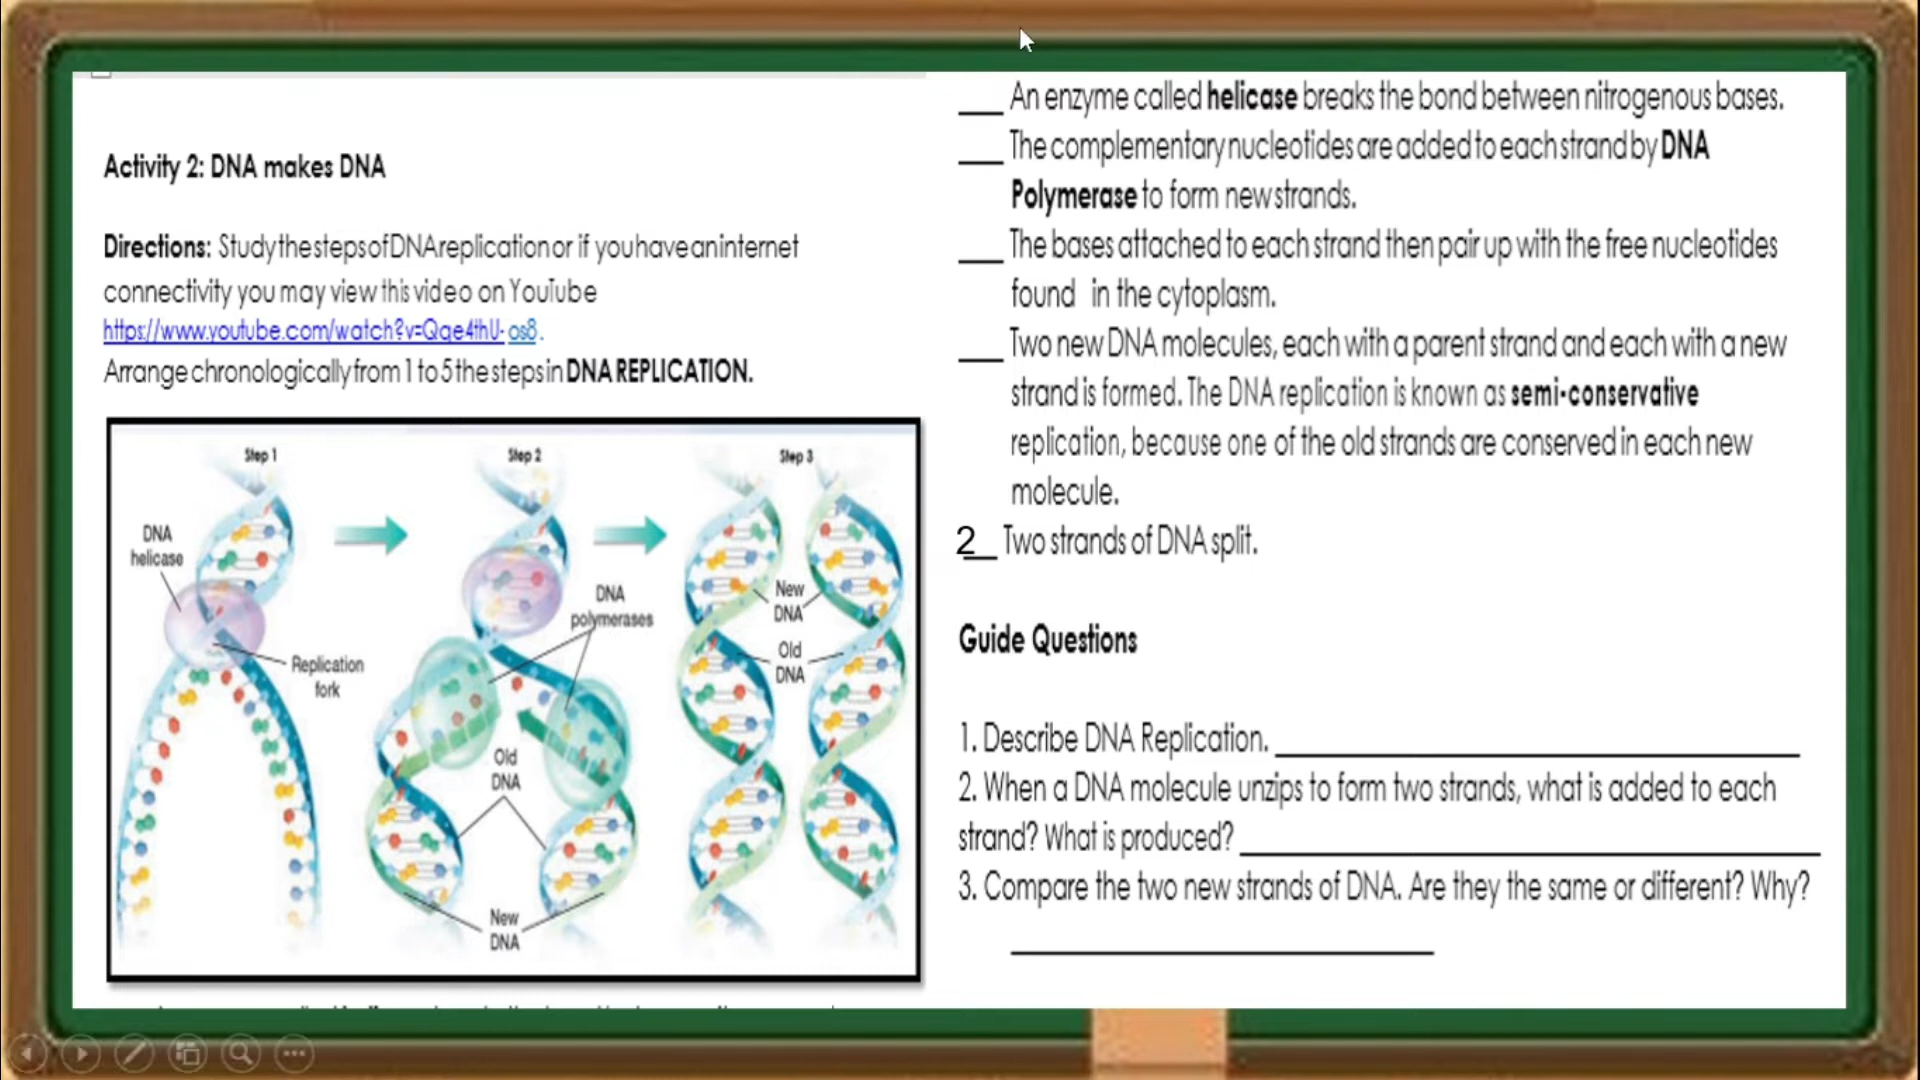 Activity 2: DNA makes DNA
Directions: Study the steps of DNA replication or if you have an internet
connectivity you may view this video on YouTube
https://www.youtube.com/watch?v=Qqe4thU-os8.
Arrange chronologically from 1 to 5 the steps in DNA REPLICATION.
Step 1
Step 2
Step 3
DNA
helicase
Replication
fork
DNA
polymerases
Old
DNA
New
DNA
New
DNA
Old
DNA
___ An enzyme called helicase breaks the bond between nitrogenous bases.
___ The complementary nucleotides are added to each strand by DNA
Polymerase to form new strands.
___ The bases attached to each strand then pair up with the free nucleotides
found in the cytoplasm.
___ Two new DNA molecules, each with a parent strand and each with a new
strand is formed. The DNA replication is known as semi-conservative
replication, because one of the old strands are conserved in each new
molecule.
2__ Two strands of DNA split.
Guide Questions
1. Describe DNA Replication. ______________________________
2. When a DNA molecule unzips to form two strands, what is added to each
strand? What is produced? ______________________________
3. Compare the two new strands of DNA. Are they the same or different? Why?
______________________________